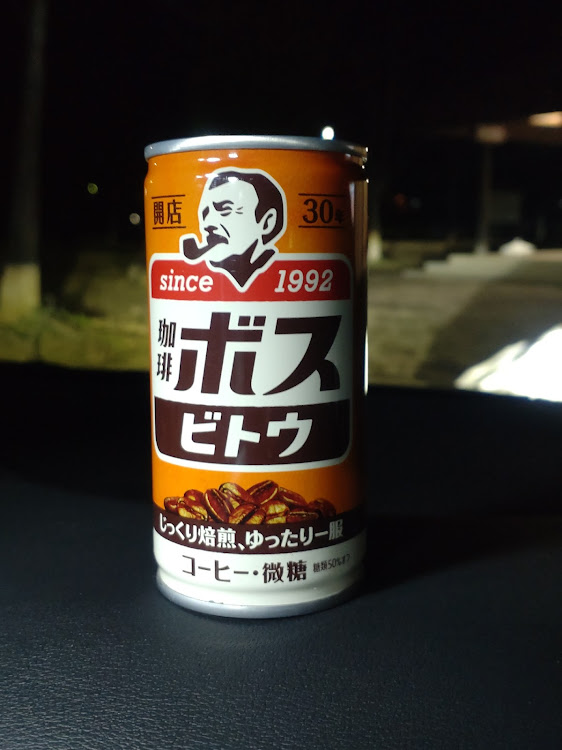 開店 30年
since 1992
珈琲 ボス
ビトウ
じっくり焙煎、ゆったり一服
コーヒー・微糖 糖類50%オフ